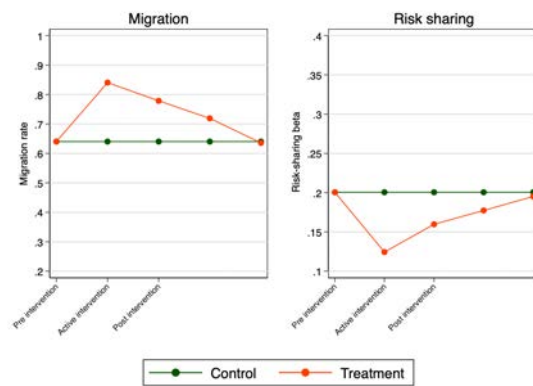 Migration
Migration rate
1
.9
.8
.7
.6
.5
.4
.3
.2
Pre intervention
Active intervention
Post intervention
Risk sharing
Risk-sharing beta
.4
.35
.3
.25
.2
.15
.1
Pre intervention
Active intervention
Post intervention
Control
Treatment